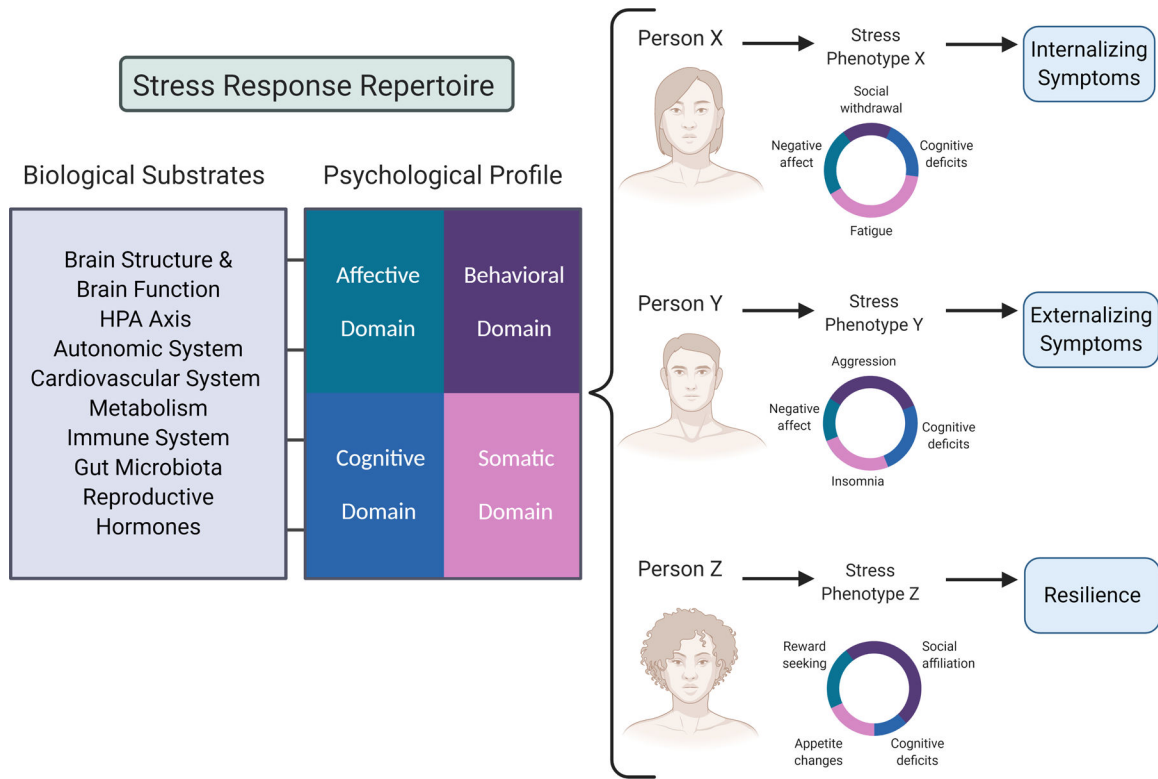 Stress Response Repertoire
Biological Substrates
Brain Structure &
Brain Function
HPA Axis
Autonomic System
Cardiovascular System
Metabolism
Immune System
Gut Microbiota
Reproductive
Hormones
Psychological Profile
Affective
Domain
Behavioral
Domain
Cognitive
Domain
Somatic
Domain
Person X
Stress
Phenotype X
Internalizing
Symptoms
Social
withdrawal
Negative
affect
Cognitive
deficits
Fatigue
Person Y
Stress
Phenotype Y
Externalizing
Symptoms
Aggression
Negative
affect
Cognitive
deficits
Insomnia
Person Z
Stress
Phenotype Z
Resilience
Reward
seeking
Social
affiliation
Appetite
changes
Cognitive
deficits